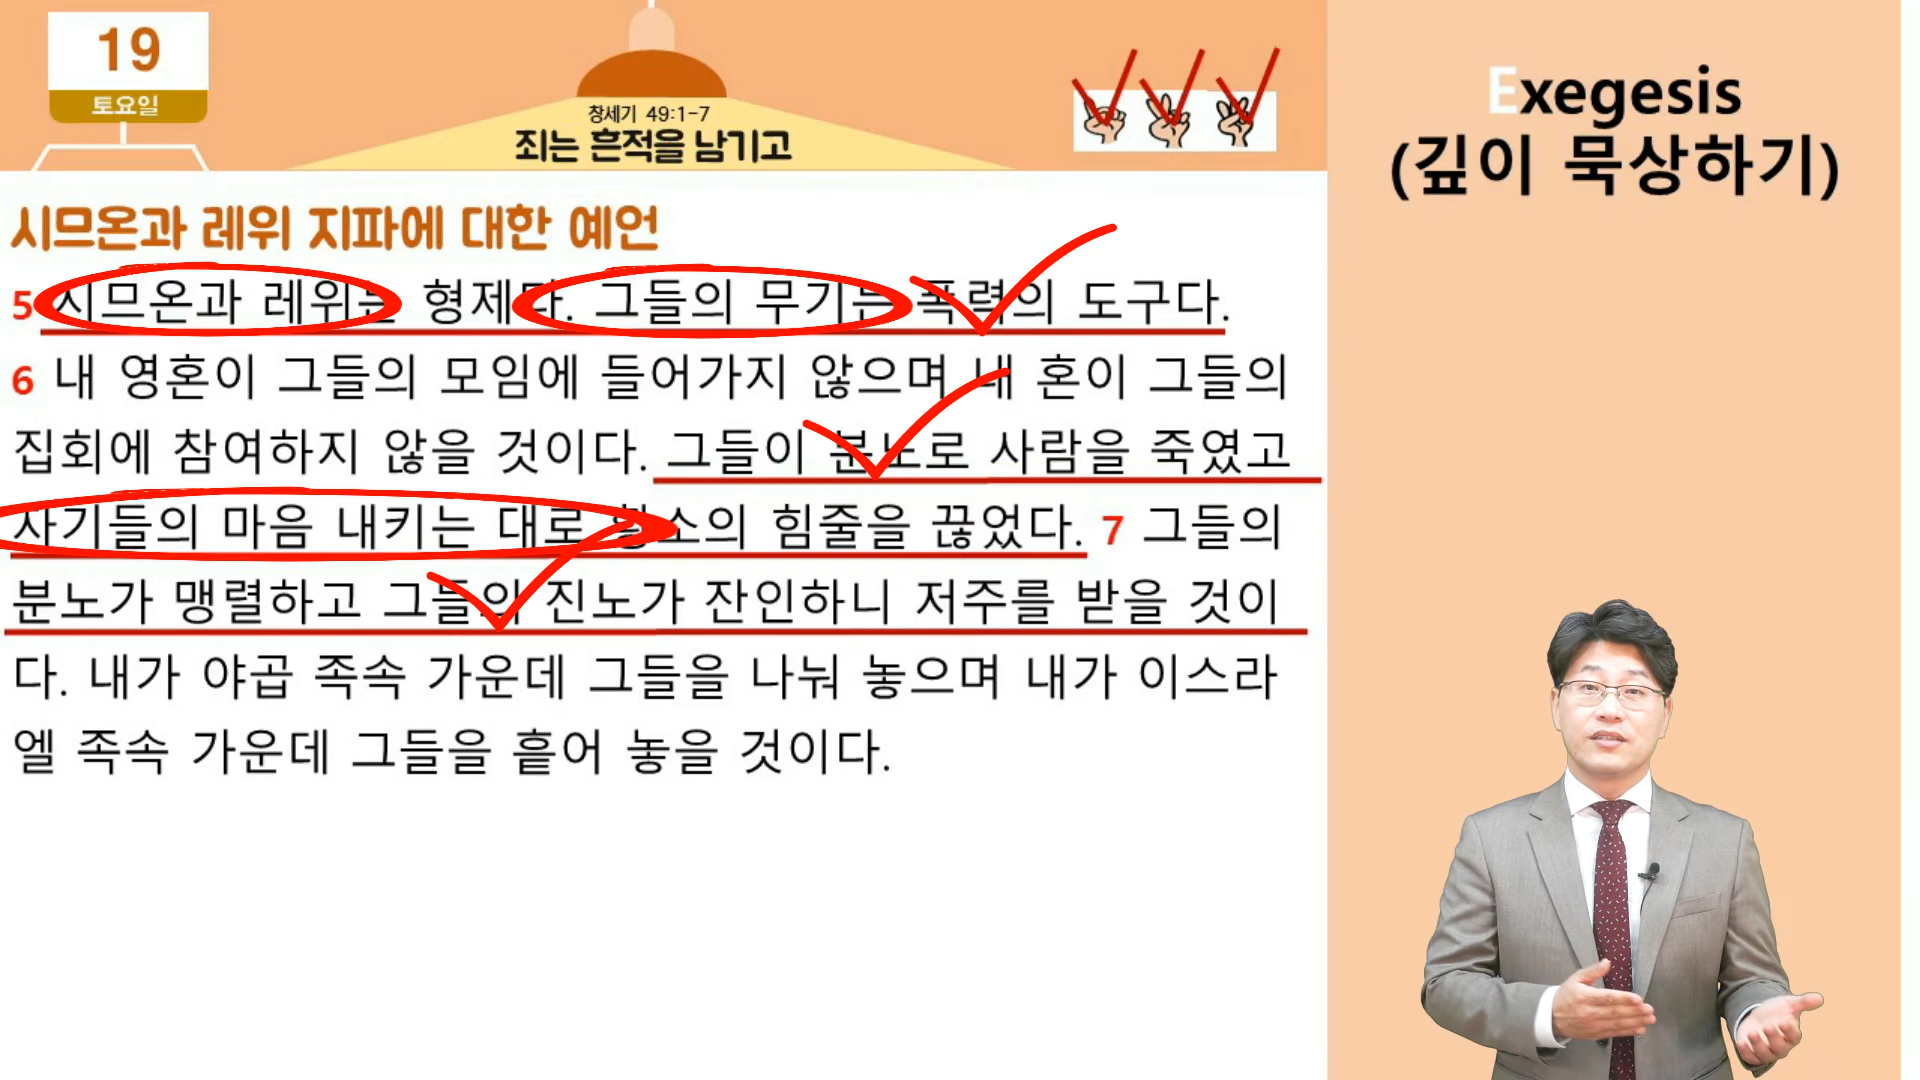 19
토요일
창세기 49:1-7
죄는 흔적을 남기고
Exegesis
(깊이 묵상하기)
시므온과 레위 지파에 대한 예언
5 시므온과 레위는 형제다. 그들의 무기는 폭력의 도구다.
6 내 영혼이 그들의 모임에 들어가지 않으며 내 혼이 그들의
집회에 참여하지 않을 것이다. 그들이 분노로 사람을 죽였고
자기들의 마음 내키는 대로 황소의 힘줄을 끊었다. 7 그들의
분노가 맹렬하고 그들의 진노가 잔인하니 저주를 받을 것이
다. 내가 야곱 족속 가운데 그들을 나눠 놓으며 내가 이스라
엘 족속 가운데 그들을 흩어 놓을 것이다.